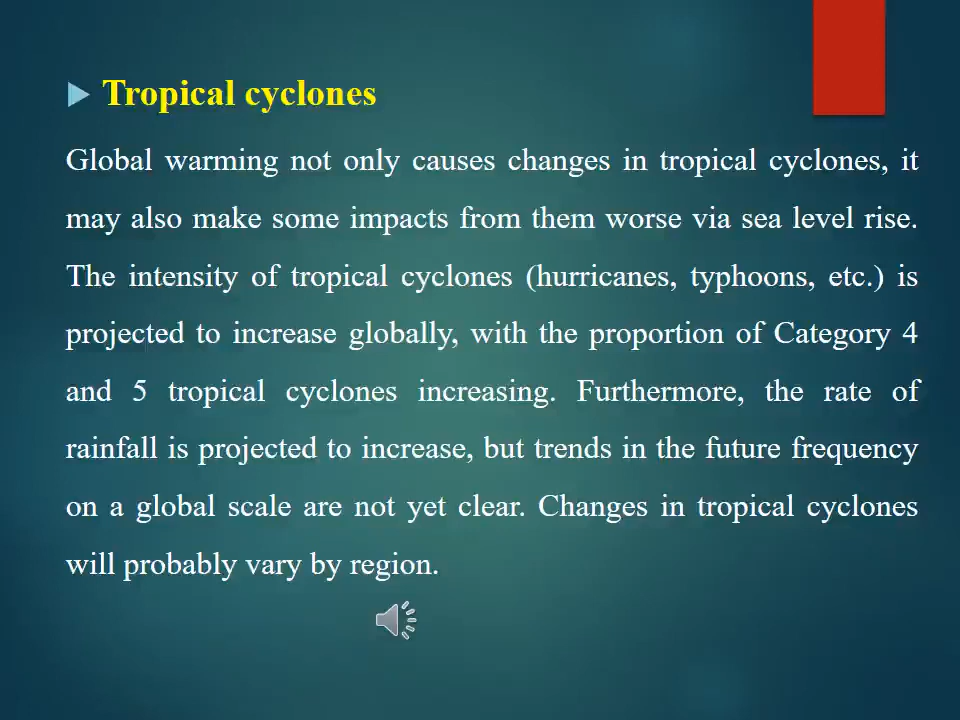 Tropical cyclones
Global warming not only causes changes in tropical cyclones, it
may also make some impacts from them worse via sea level rise.
The intensity of tropical cyclones (hurricanes, typhoons, etc.) is
projected to increase globally, with the proportion of Category 4
and 5 tropical cyclones increasing. Furthermore, the rate of
rainfall is projected to increase, but trends in the future frequency
on a global scale are not yet clear. Changes in tropical cyclones
will probably vary by region.